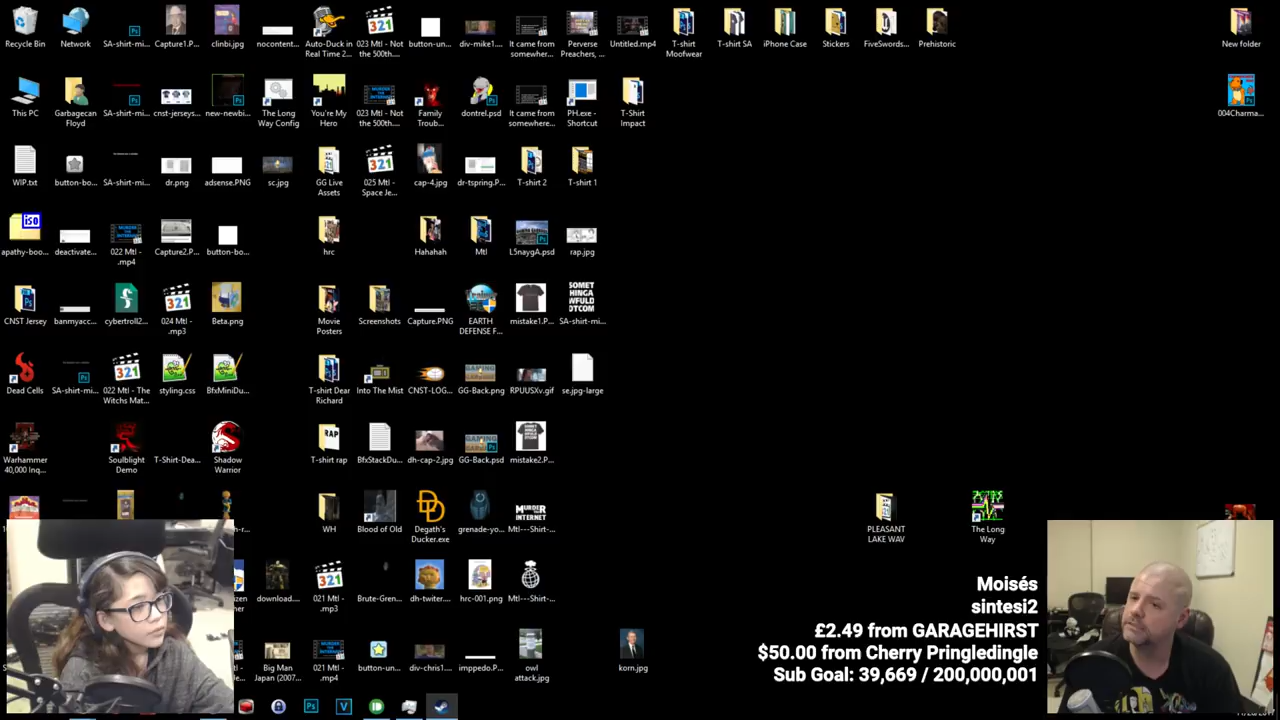 Recycle Bin
Network
SA-shirt-mi...
Capture1.P...
clinbi.jpg
nocontent...
Auto-Duck in
Real Time 2...
023 Mtl - Not
the 500th...
button-un...
div-mike1...
It came from
somewher...
Perverse
Preachers, ...
Untitled.mp4
T-shirt
Moofwear
T-shirt SA
iPhone Case
Stickers
FiveSwords...
Prehistoric
New folder
This PC
Garbagecan
Floyd
SA-shirt-mi...
cnst-jerseys...
new-newbi...
The Long
Way Config
You're My
Hero
023 Mtl - Not
the 500th...
Family
Troub...
dontrel.psd
It came from
somewher...
PH.exe -
Shortcut
T-Shirt
Impact
004Charma...
WIP.txt
button-bo...
SA-shirt-mi...
dr.png
adsense.PNG
sc.jpg
GG Live
Assets
025 Mtl -
Space Je...
cap-4.jpg
dr-tspring.P...
T-shirt 2
T-shirt 1
iso
apathy-boo...
deactivate...
022 Mtl -
.mp4
Capture2.P...
button-bo...
hrc
Hahahah
Mtl
L5naygA.psd
rap.jpg
CNST Jersey
banmyacc...
cybertroll2...
024 Mtl -
.mp3
Beta.png
Movie
Posters
Screenshots
Capture.PNG
EARTH
DEFENSE F...
mistake1.P...
SOMET
HINGA
WFULD
OTCOM
SA-shirt-mi...
Dead Cells
SA-shirt-mi...
022 Mtl - The
Witchs Mat...
styling.css
BfxMiniDu...
T-shirt Dear
Richard
Into The Mist
CNST-LOG...
GG-Back.png
RPUUSXv.gif
se.jpg-large
Warhammer
40,000 Inq...
Soulblight
Demo
T-Shirt-Dea...
Shadow
Warrior
RAP
T-shirt rap
BfxStackDu...
dh-cap-2.jpg
GG-Back.psd
mistake2.P...
WH
Blood of Old
Degath's
Ducker.exe
grenade-yo...
MURDER THE
INTERNET
Mtl---Shirt-...
PLEASANT
LAKE WAV
The Long
Way
download....
021 Mtl -
.mp3
Brute-Gren...
dh-twiter....
hrc-001.png
Mtl---Shirt-...
Big Man
Japan (2007...
021 Mtl -
.mp4
button-un...
div-chris1....
imppedo.P...
owl
attack.jpg
korn.jpg
Moisés
sintesi2
£2.49 from GARAGEHIRST
$50.00 from Cherry Pringledingle
Sub Goal: 39,669 / 200,000,001